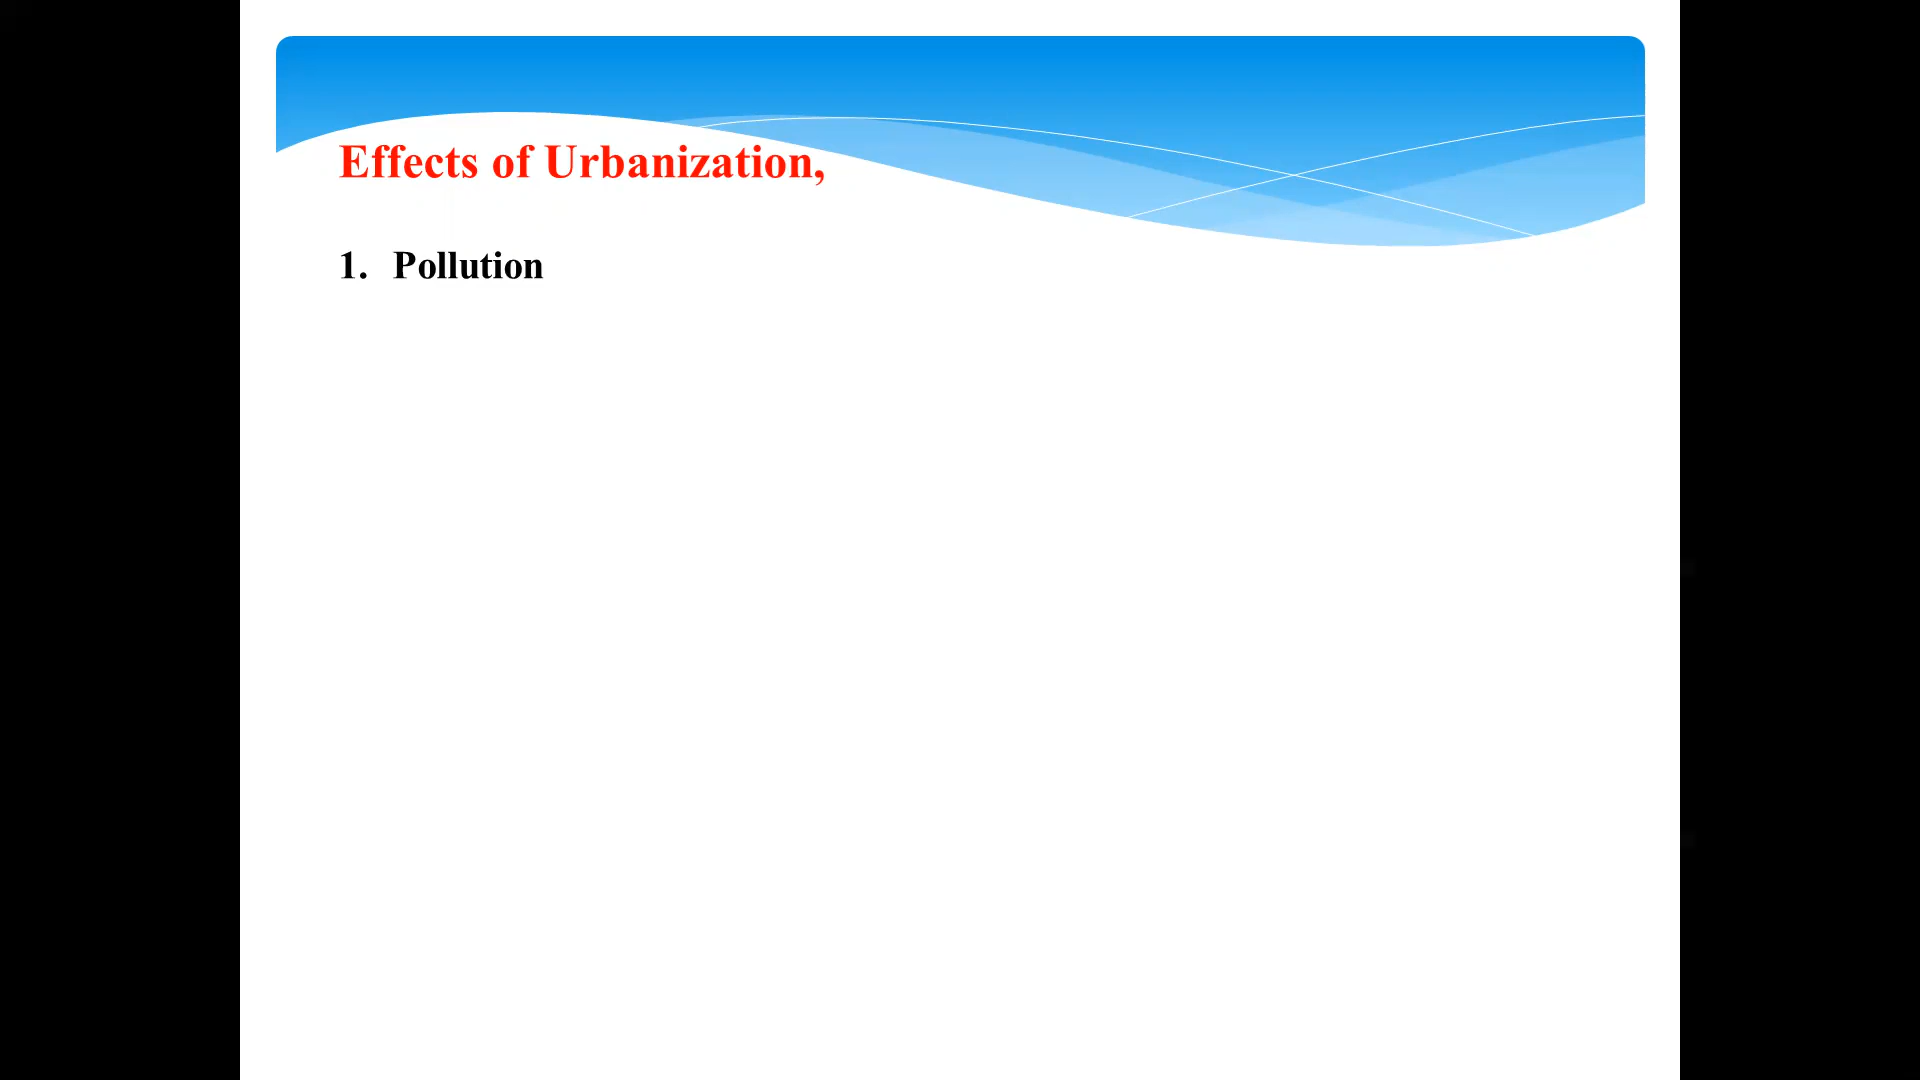 Effects of Urbanization,
1. Pollution